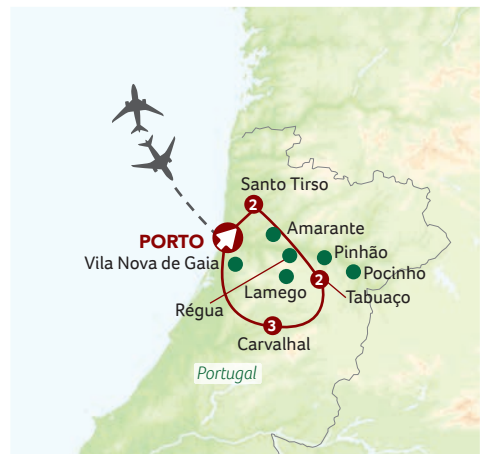 Santo Tirso
2
Amarante
PORTO
Pinhão
Vila Nova de Gaia
Pocinho
2
Lamego
Tabuaço
Régua
3
Carvalhal
Portugal